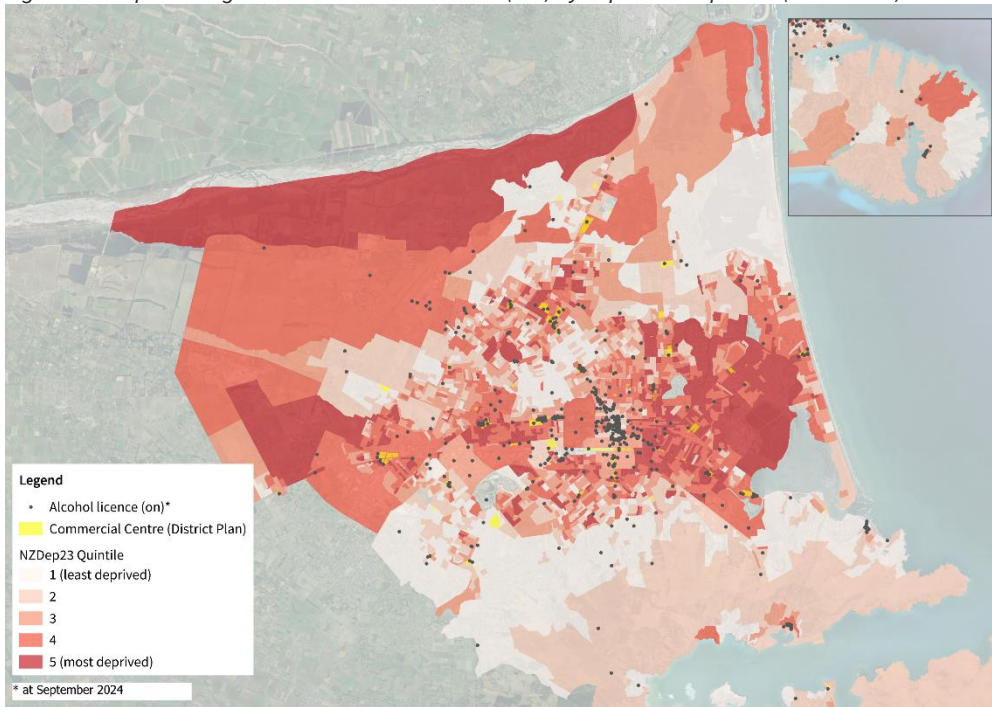 Legend
Alcohol licence (on)*
Commercial Centre (District Plan)
NZDep23 Quintile
1 (least deprived)
2
3
4
5 (most deprived)
* at September 2024